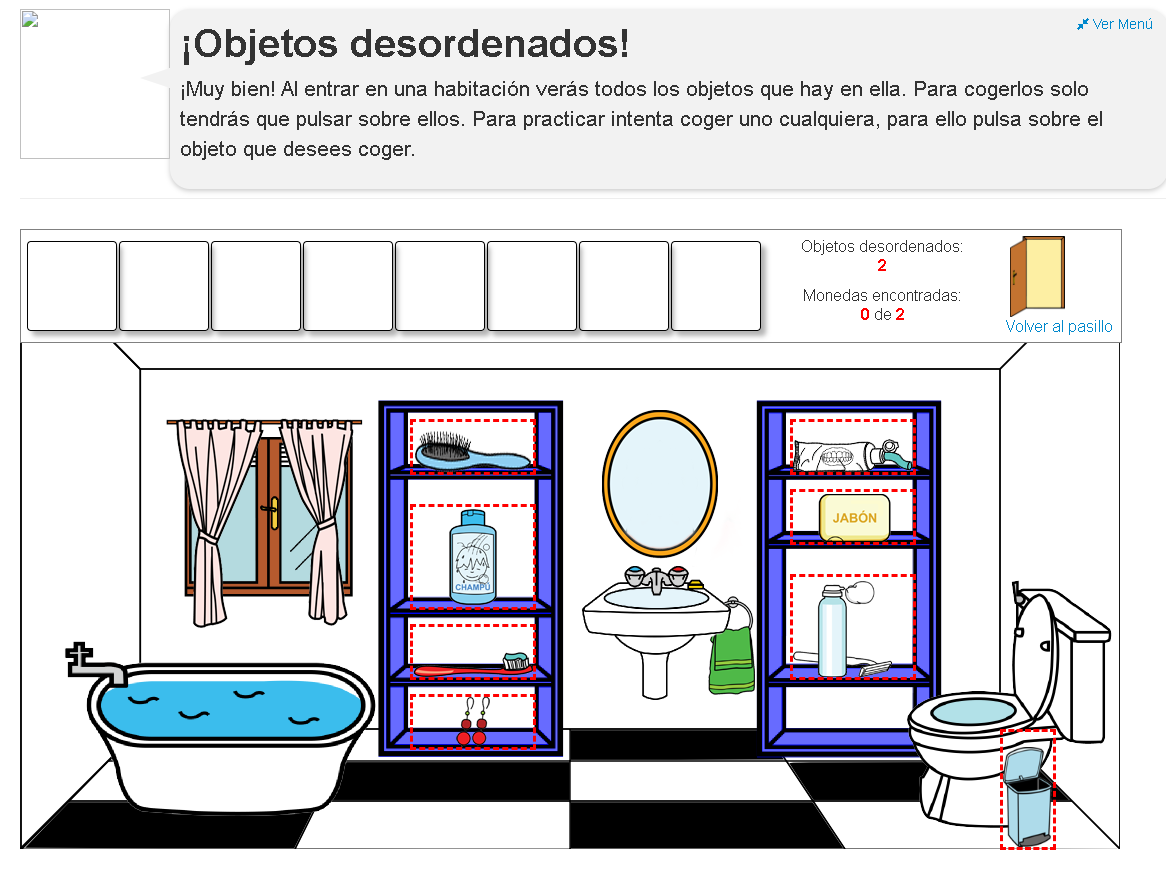 ¡Objetos desordenados!
Ver Menú
¡Muy bien! Al entrar en una habitación verás todos los objetos que hay en ella. Para cogerlos solo
tendrás que pulsar sobre ellos. Para practicar intenta coger uno cualquiera, para ello pulsa sobre el
objeto que desees coger.
Objetos desordenados:
2
Monedas encontradas:
0 de 2
Volver al pasillo
JABÓN
CHAMPÚ